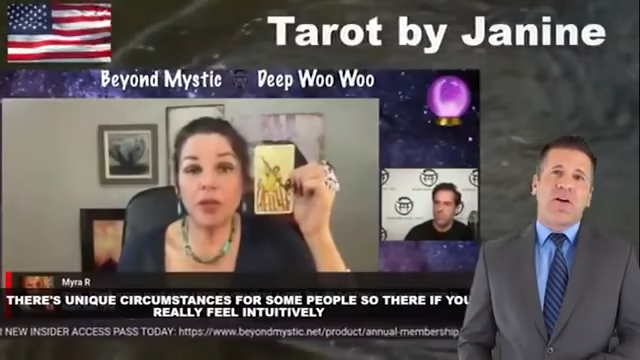 Tarot by Janine
Beyond Mystic Deep Woo Woo
Myra R
THERE'S UNIQUE CIRCUMSTANCES FOR SOME PEOPLE SO THERE IF YOU
REALLY FEEL INTUITIVELY
NEW INSIDER ACCESS PASS TODAY: https://www.beyondmystic.net/product/annual-membership